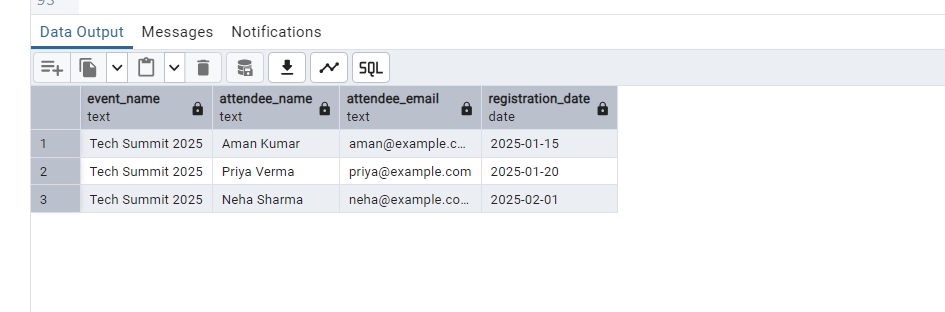 93
Data Output Messages Notifications
SQL
event_name attendee_name attendee_email registration_date
text text text date
1 Tech Summit 2025 Aman Kumar aman@example.c... 2025-01-15
2 Tech Summit 2025 Priya Verma priya@example.com 2025-01-20
3 Tech Summit 2025 Neha Sharma neha@example.co... 2025-02-01